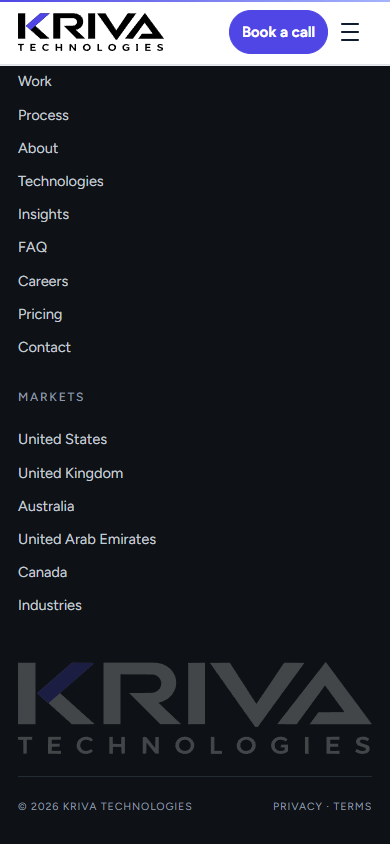 KRIVA
TECHNOLOGIES
Book a call
Work
Process
About
Technologies
Insights
FAQ
Careers
Pricing
Contact
MARKETS
United States
United Kingdom
Australia
United Arab Emirates
Canada
Industries
KRIVA
TECHNOLOGIES
© 2026 KRIVA TECHNOLOGIES
PRIVACY · TERMS